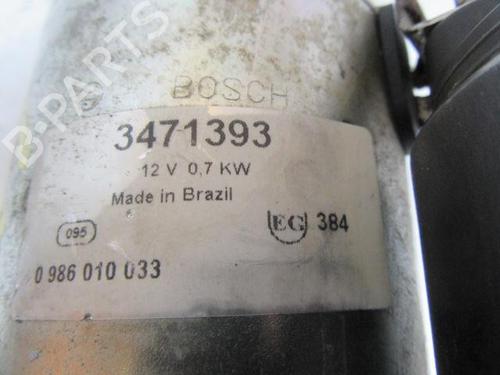 BOSCH
3471393
12 V 0,7 KW
Made in Brazil
095
EG 384
0 986 010 033
B-PARTS